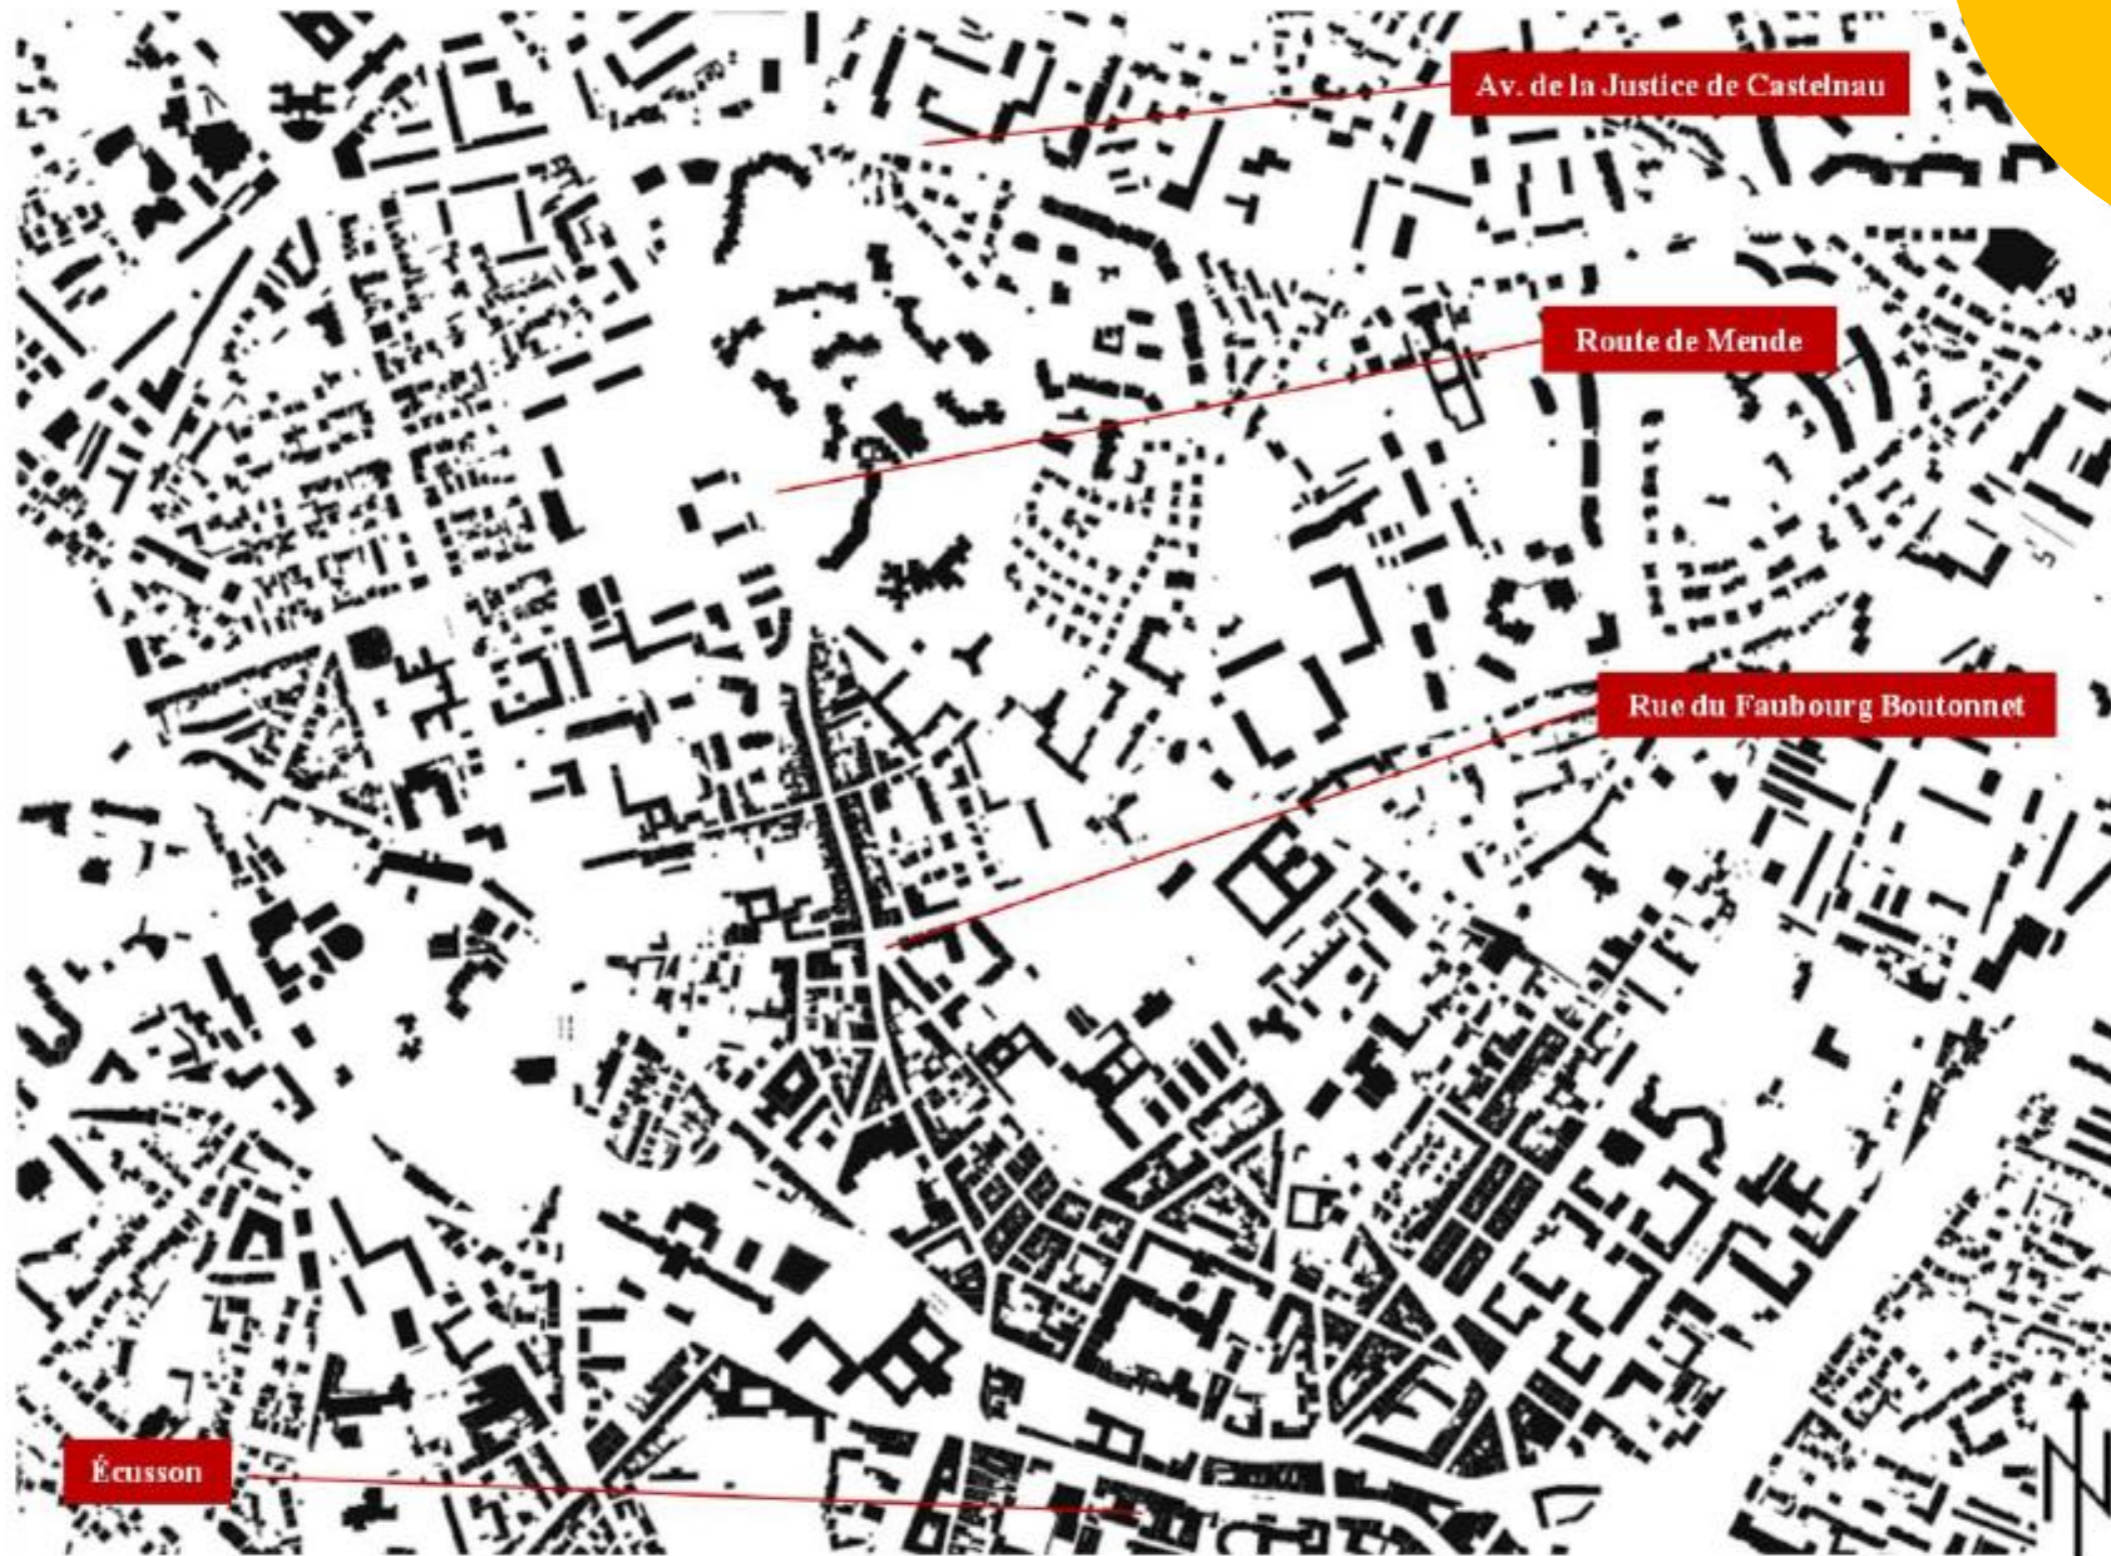 Av. de la Justice de Castelnau
Route de Mende
Rue du Faubourg Boutonnet
Écusson
N